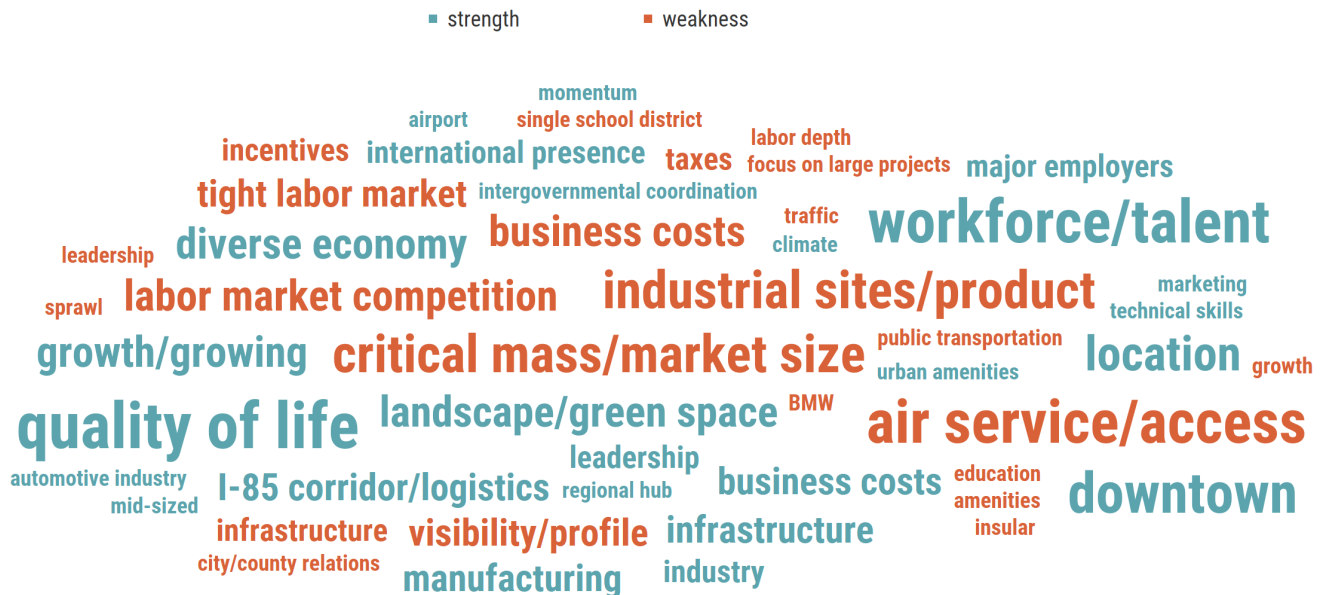 strength
weakness
momentum
airport
single school district
labor depth
incentives
international presence
taxes
focus on large projects
major employers
tight labor market
intergovernmental coordination
business costs
traffic
workforce/talent
leadership
diverse economy
climate
labor market competition
industrial sites/product
marketing
sprawl
technical skills
growth/growing
critical mass/market size
public transportation
urban amenities
location
growth
quality of life
landscape/green space
BMW
air service/access
leadership
automotive industry
I-85 corridor/logistics
regional hub
business costs
education
downtown
mid-sized
amenities
infrastructure
visibility/profile
infrastructure
insular
city/county relations
manufacturing
industry